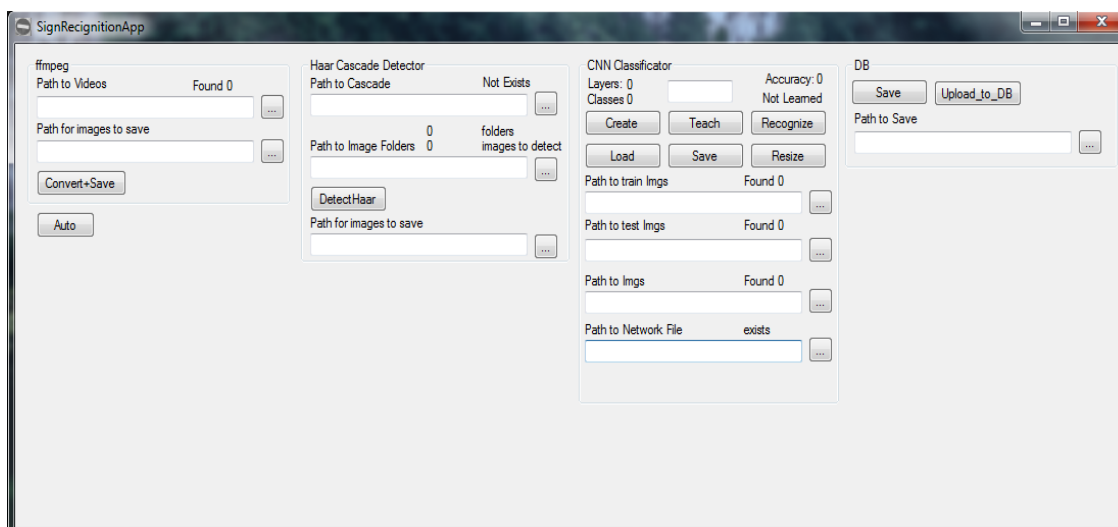 SignRecignitionApp
ffmpeg
Path to Videos Found 0
...
Path for images to save
...
Convert+Save
Auto
Haar Cascade Detector
Path to Cascade Not Exists
...
0 folders
Path to Image Folders 0 images to detect
...
DetectHaar
Path for images to save
...
CNN Classificator
Layers: 0 Accuracy: 0
Classes 0 Not Learned
Create Teach Recognize
Load Save Resize
Path to train Imgs Found 0
...
Path to test Imgs Found 0
...
Path to Imgs Found 0
...
Path to Network File exists
...
DB
Save Upload_to_DB
Path to Save
...